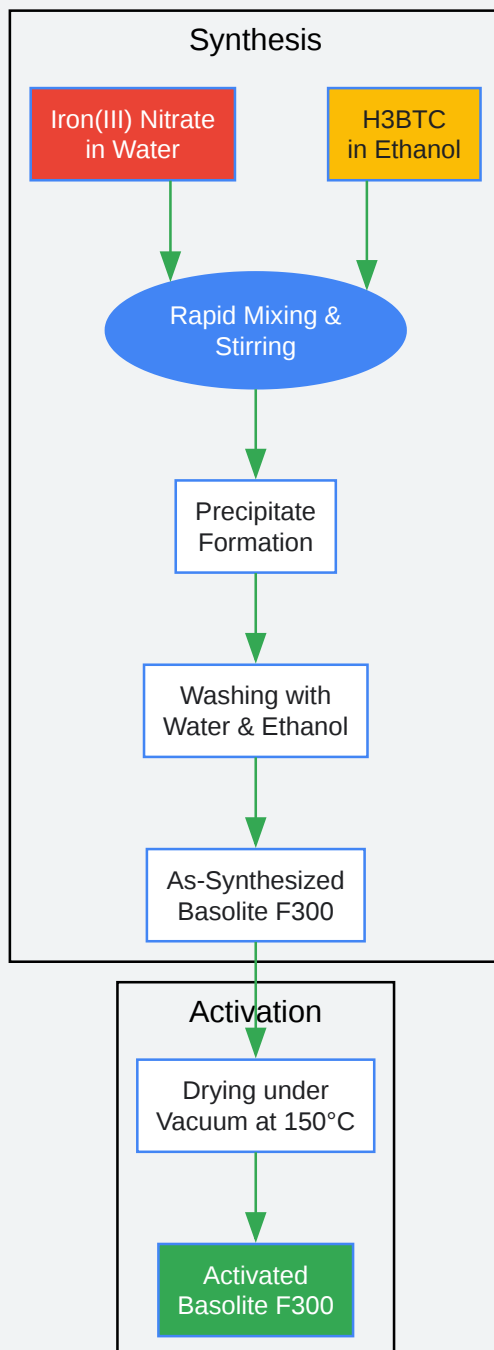 Synthesis
Iron(III) Nitrate
in Water
H3BTC
in Ethanol
Rapid Mixing &
Stirring
Precipitate
Formation
Washing with
Water & Ethanol
As-Synthesized
Basolite F300
Activation
Drying under
Vacuum at 150°C
Activated
Basolite F300